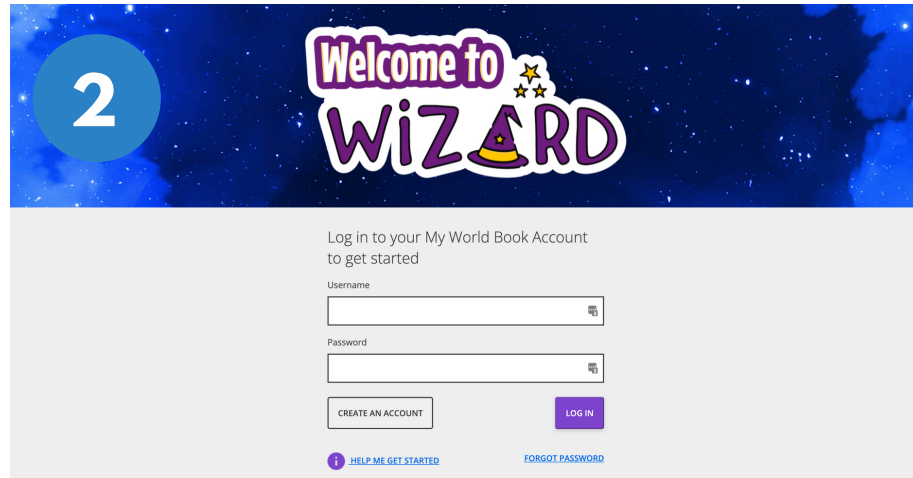 2
Welcome to
WiZARD
Log in to your My World Book Account
to get started
Username
Password
CREATE AN ACCOUNT
LOG IN
i HELP ME GET STARTED
FORGOT PASSWORD